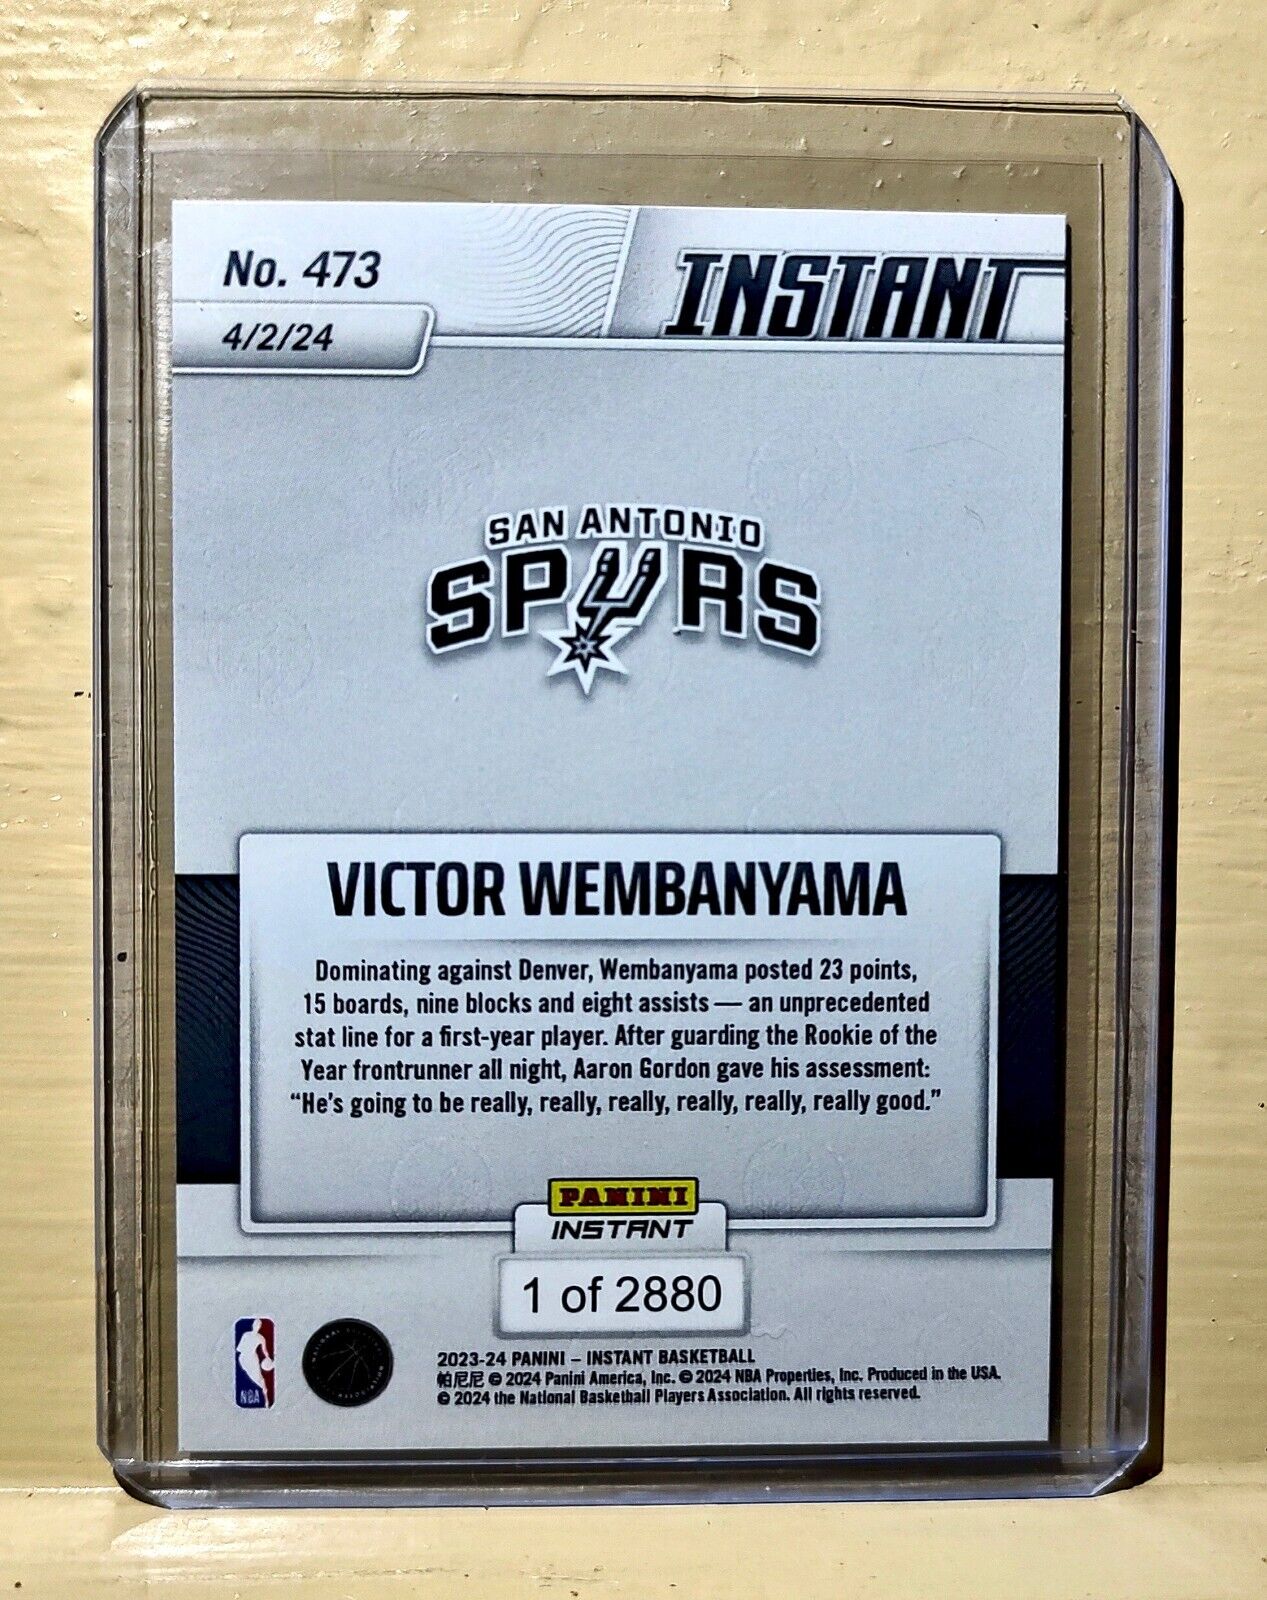 No. 473
INSTANT
4/2/24
SAN ANTONIO
SPURS
VICTOR WEMBANYAMA
Dominating against Denver, Wembanyama posted 23 points,
15 boards, nine blocks and eight assists — an unprecedented
stat line for a first-year player. After guarding the Rookie of the
Year frontrunner all night, Aaron Gordon gave his assessment:
“He's going to be really, really, really, really, really, really good.”
PANINI
INSTANT
1 of 2880
NBA
2023-24 PANINI – INSTANT BASKETBALL
帕尼尼 © 2024 Panini America, Inc. © 2024 NBA Properties, Inc. Produced in the USA.
© 2024 the National Basketball Players Association. All rights reserved.